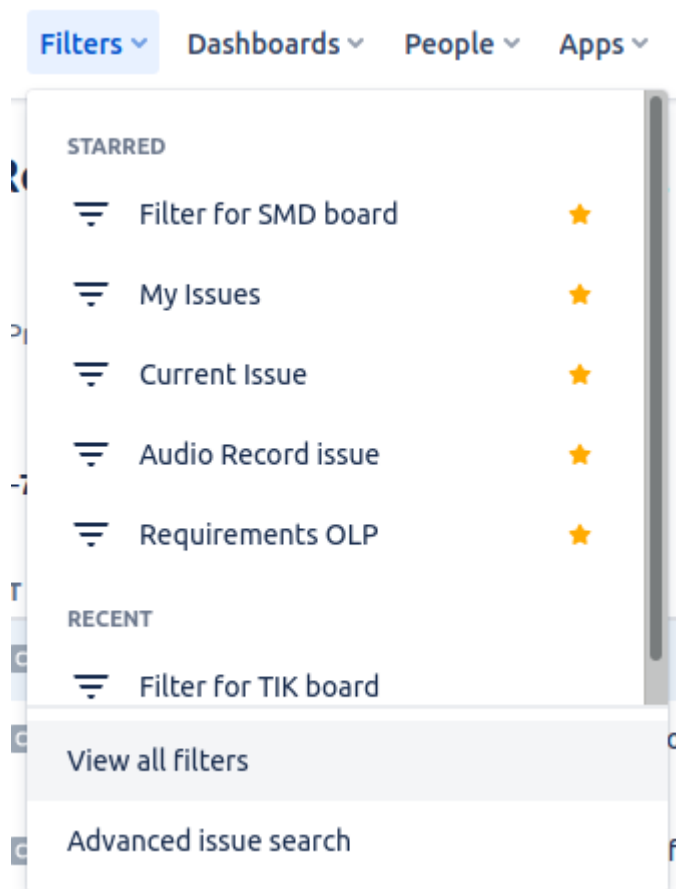 Filters Dashboards People Apps
STARRED
Filter for SMD board
My Issues
Current Issue
Audio Record issue
Requirements OLP
RECENT
Filter for TIK board
View all filters
Advanced issue search